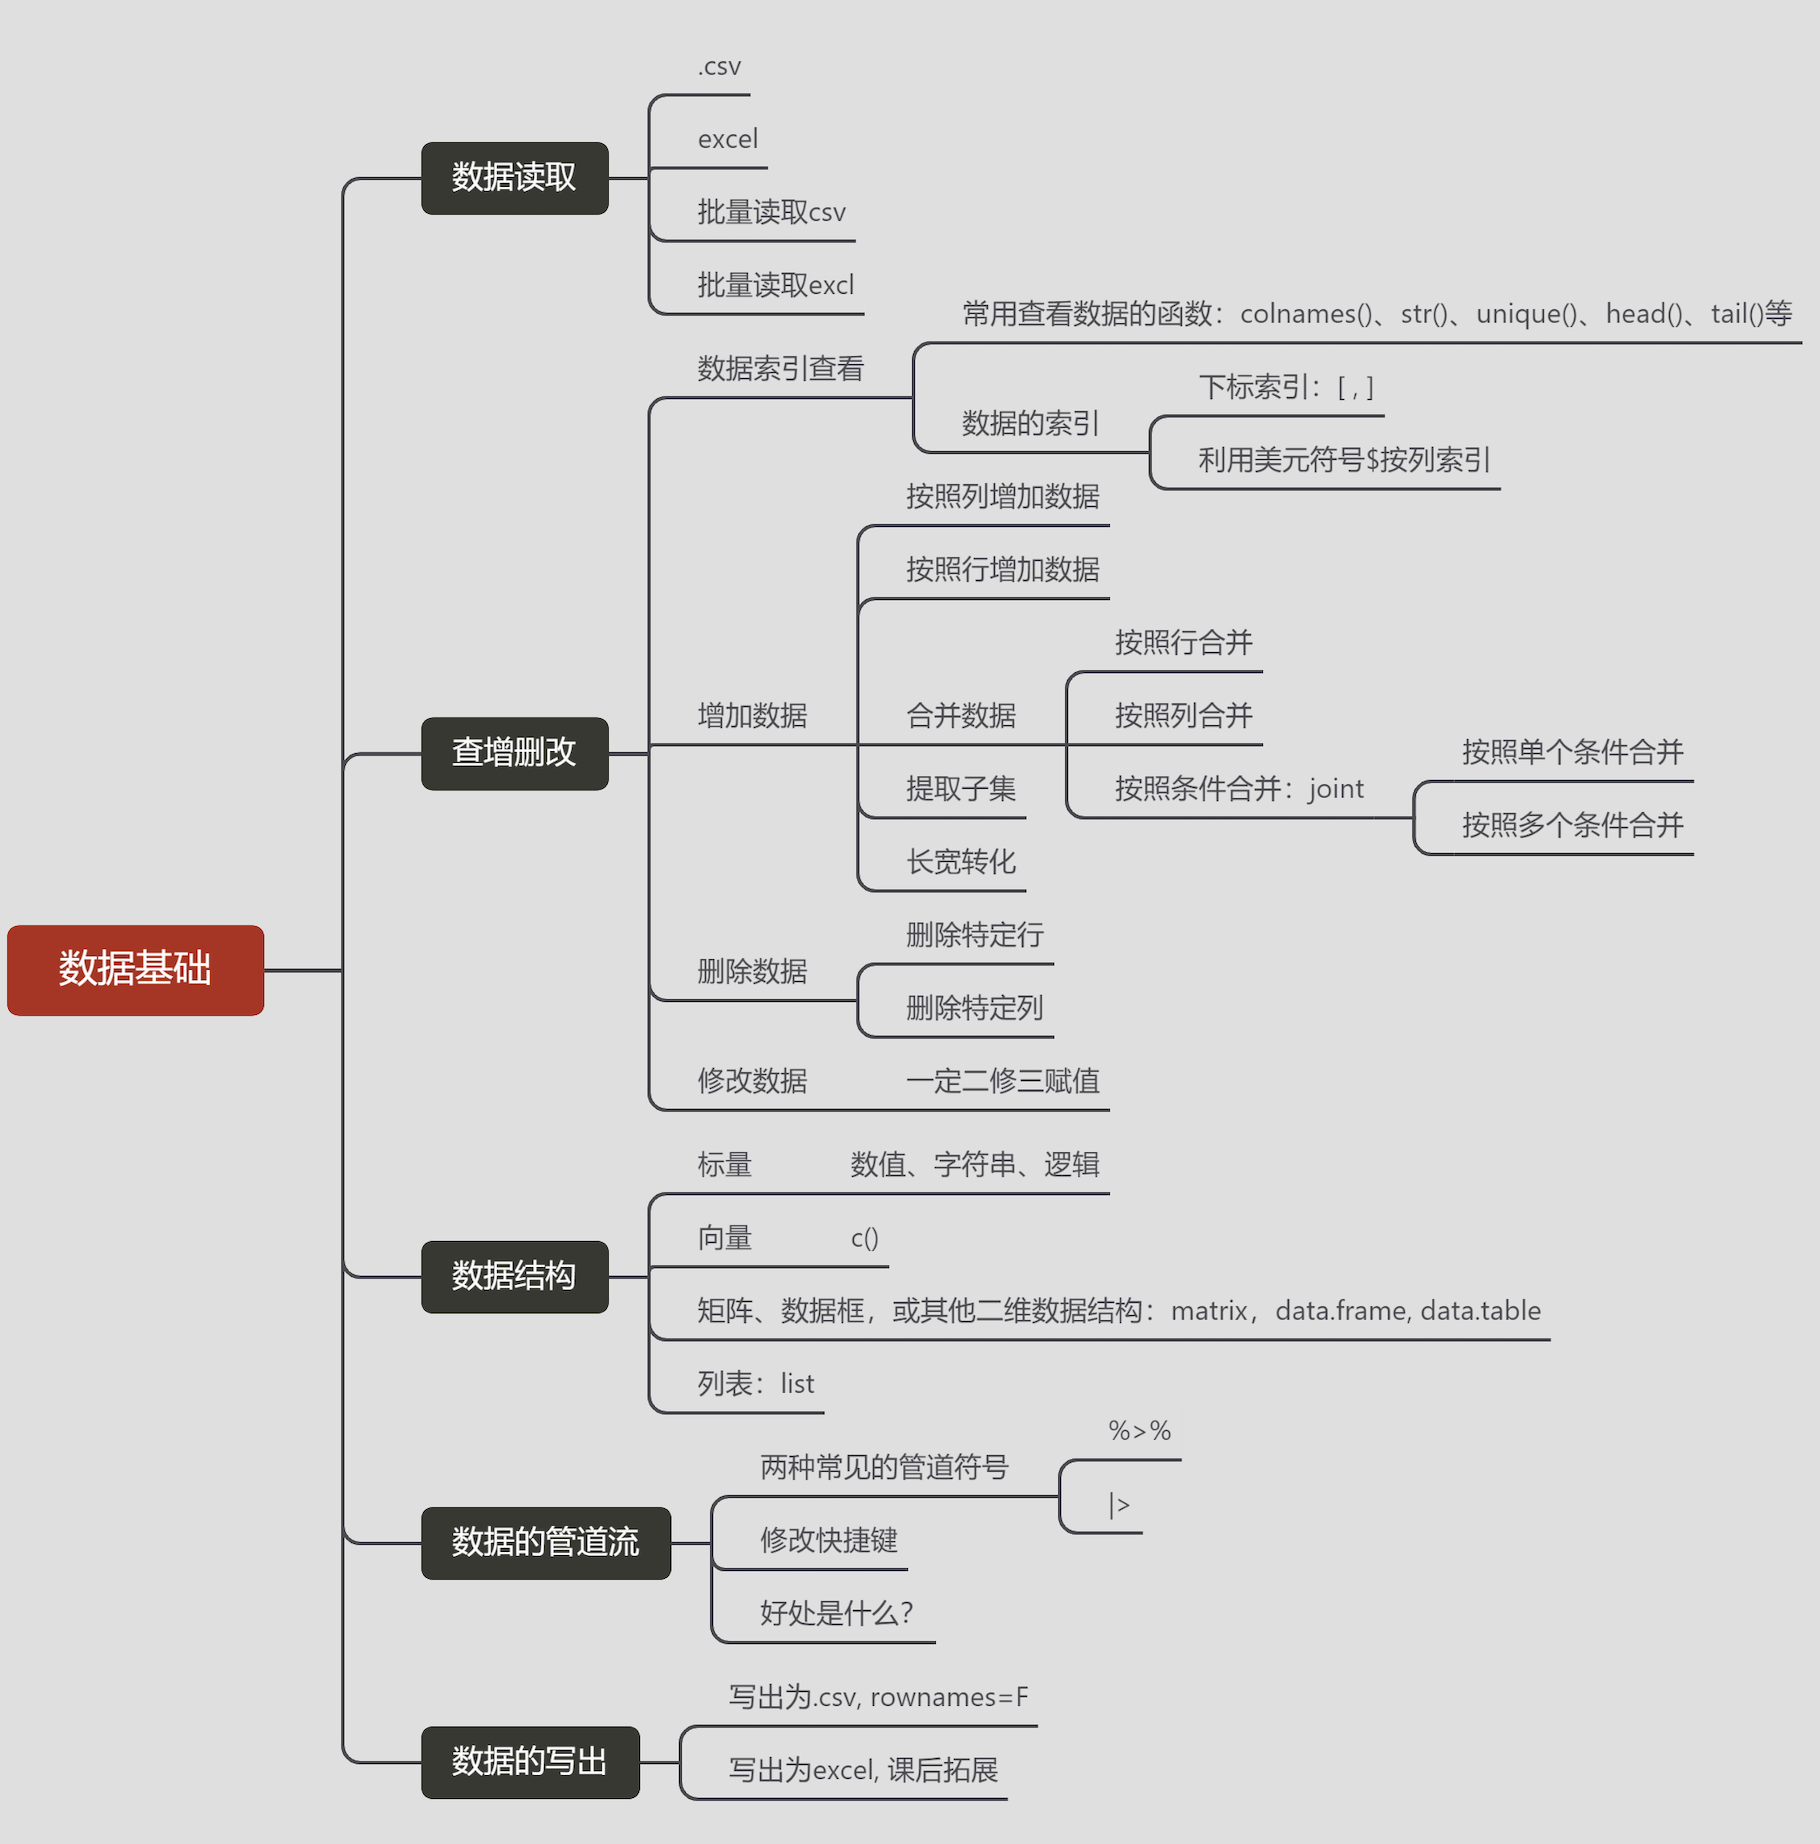 数据基础
数据读取
.csv
excel
批量读取csv
批量读取excl
查增删改
数据索引查看
常用查看数据的函数：colnames()、str()、unique()、head()、tail()等
数据的索引
下标索引：[ , ]
利用美元符号$按列索引
增加数据
按照列增加数据
按照行增加数据
合并数据
按照行合并
按照列合并
按照条件合并：joint
按照单个条件合并
按照多个条件合并
提取子集
长宽转化
删除数据
删除特定行
删除特定列
修改数据
一定二修三赋值
数据结构
标量
数值、字符串、逻辑
向量
c()
矩阵、数据框，或其他二维数据结构：matrix，data.frame, data.table
列表：list
数据的管道流
两种常见的管道符号
%>%
|>
修改快捷键
好处是什么？
数据的写出
写出为.csv, rownames=F
写出为excel, 课后拓展